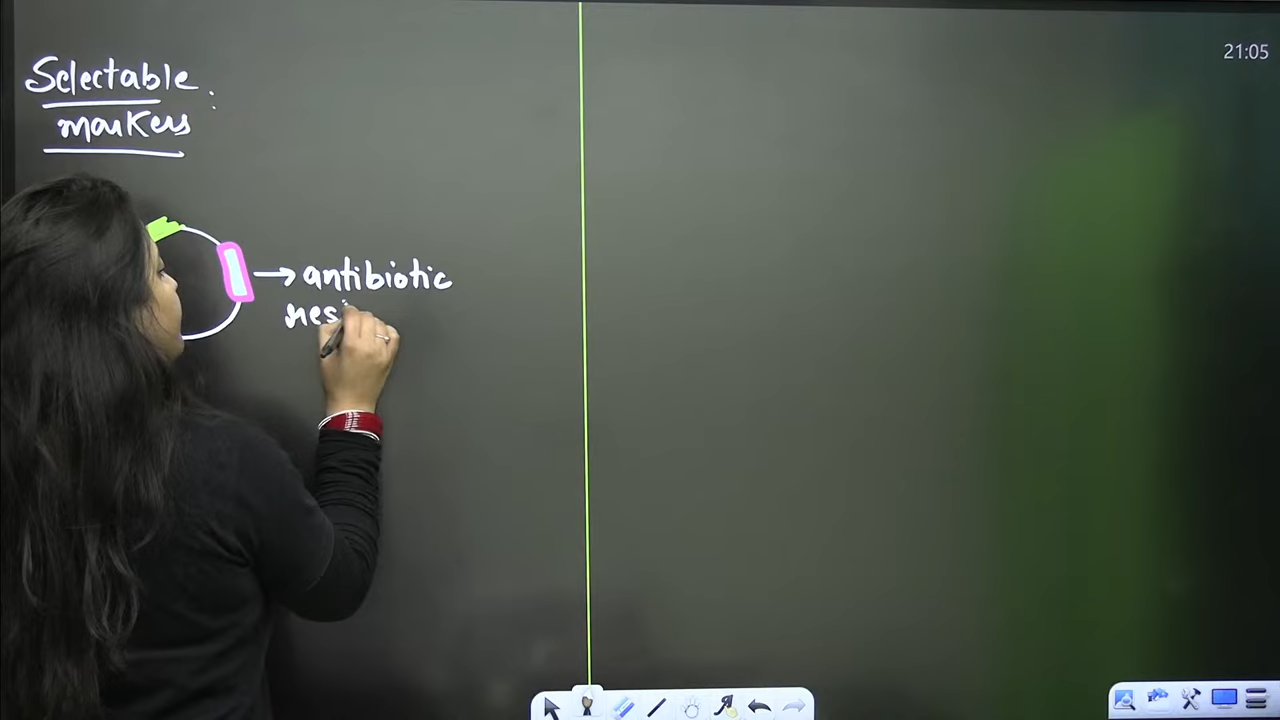 Selectable :
markers
21:05
→ antibiotic
res